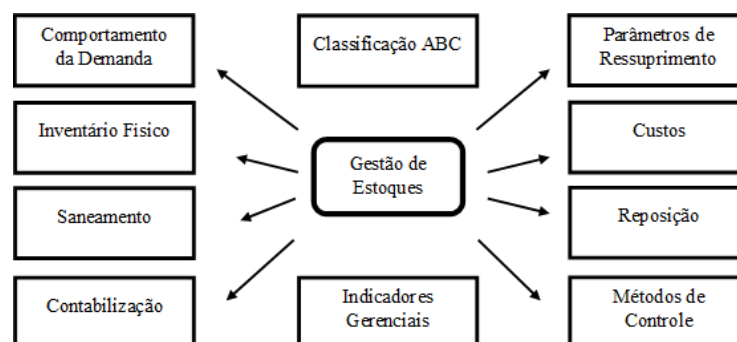 Comportamento
da Demanda
Classificação ABC
Parâmetros de
Ressuprimento
Inventário Físico
Gestão de
Estoques
Custos
Saneamento
Reposição
Contabilização
Indicadores
Gerenciais
Métodos de
Controle